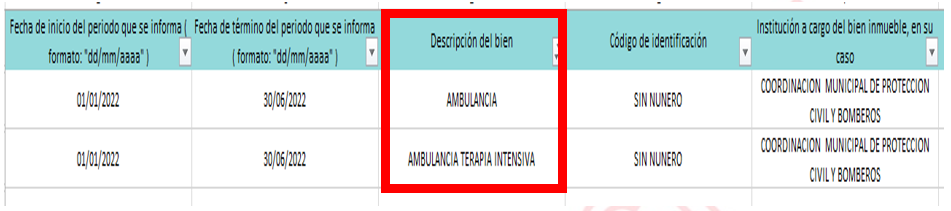 Fecha de inicio del periodo que se informa (
formato: "dd/mm/aaaa" )
Fecha de término del periodo que se informa
( formato: "dd/mm/aaaa" )
Descripción del bien
Código de identificación
Institución a cargo del bien inmueble, en su
caso
01/01/2022
30/06/2022
AMBULANCIA
SIN NUNERO
COORDINACION MUNICIPAL DE PROTECCION
CIVIL Y BOMBEROS
01/01/2022
30/06/2022
AMBULANCIA TERAPIA INTENSIVA
SIN NUNERO
COORDINACION MUNICIPAL DE PROTECCION
CIVIL Y BOMBEROS